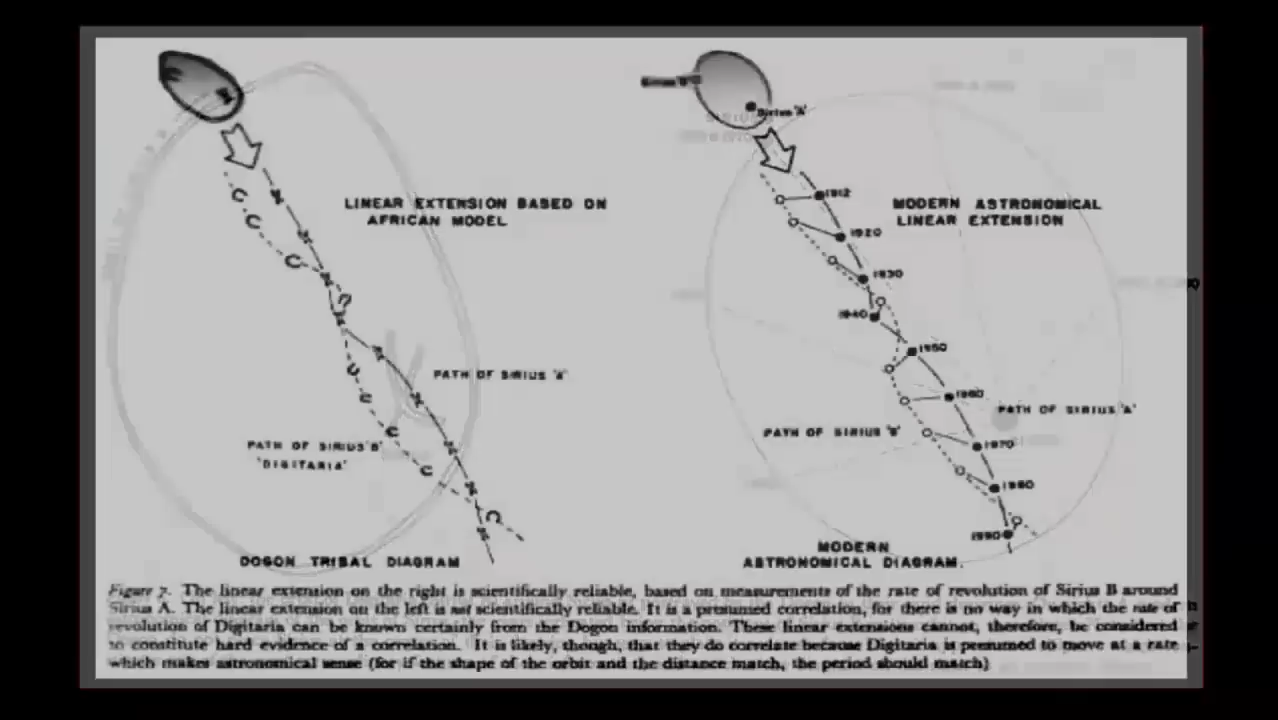 Sirius 'B'
Sirius 'A'
1912
LINEAR EXTENSION BASED ON
AFRICAN MODEL
MODERN ASTRONOMICAL
LINEAR EXTENSION
1920
1930
1940
1950
PATH OF SIRIUS 'A'
1960
PATH OF SIRIUS 'A'
PATH OF SIRIUS 'B'
PATH OF SIRIUS 'B'
'DIGITARIA'
1970
1980
1990
DOGON TRIBAL DIAGRAM
MODERN
ASTRONOMICAL DIAGRAM.
Figure 7. The linear extension on the right is scientifically reliable, based on measurements of the rate of revolution of Sirius B around
Sirius A. The linear extension on the left is not scientifically reliable. It is a presumed correlation, for there is no way in which the rate of
revolution of Digitaria can be known certainly from the Dogon information. These linear extensions cannot, therefore, be considered
to constitute hard evidence of a correlation. It is likely, though, that they do correlate because Digitaria is presumed to move at a rate
which makes astronomical sense (for if the shape of the orbit and the distance match, the period should match)